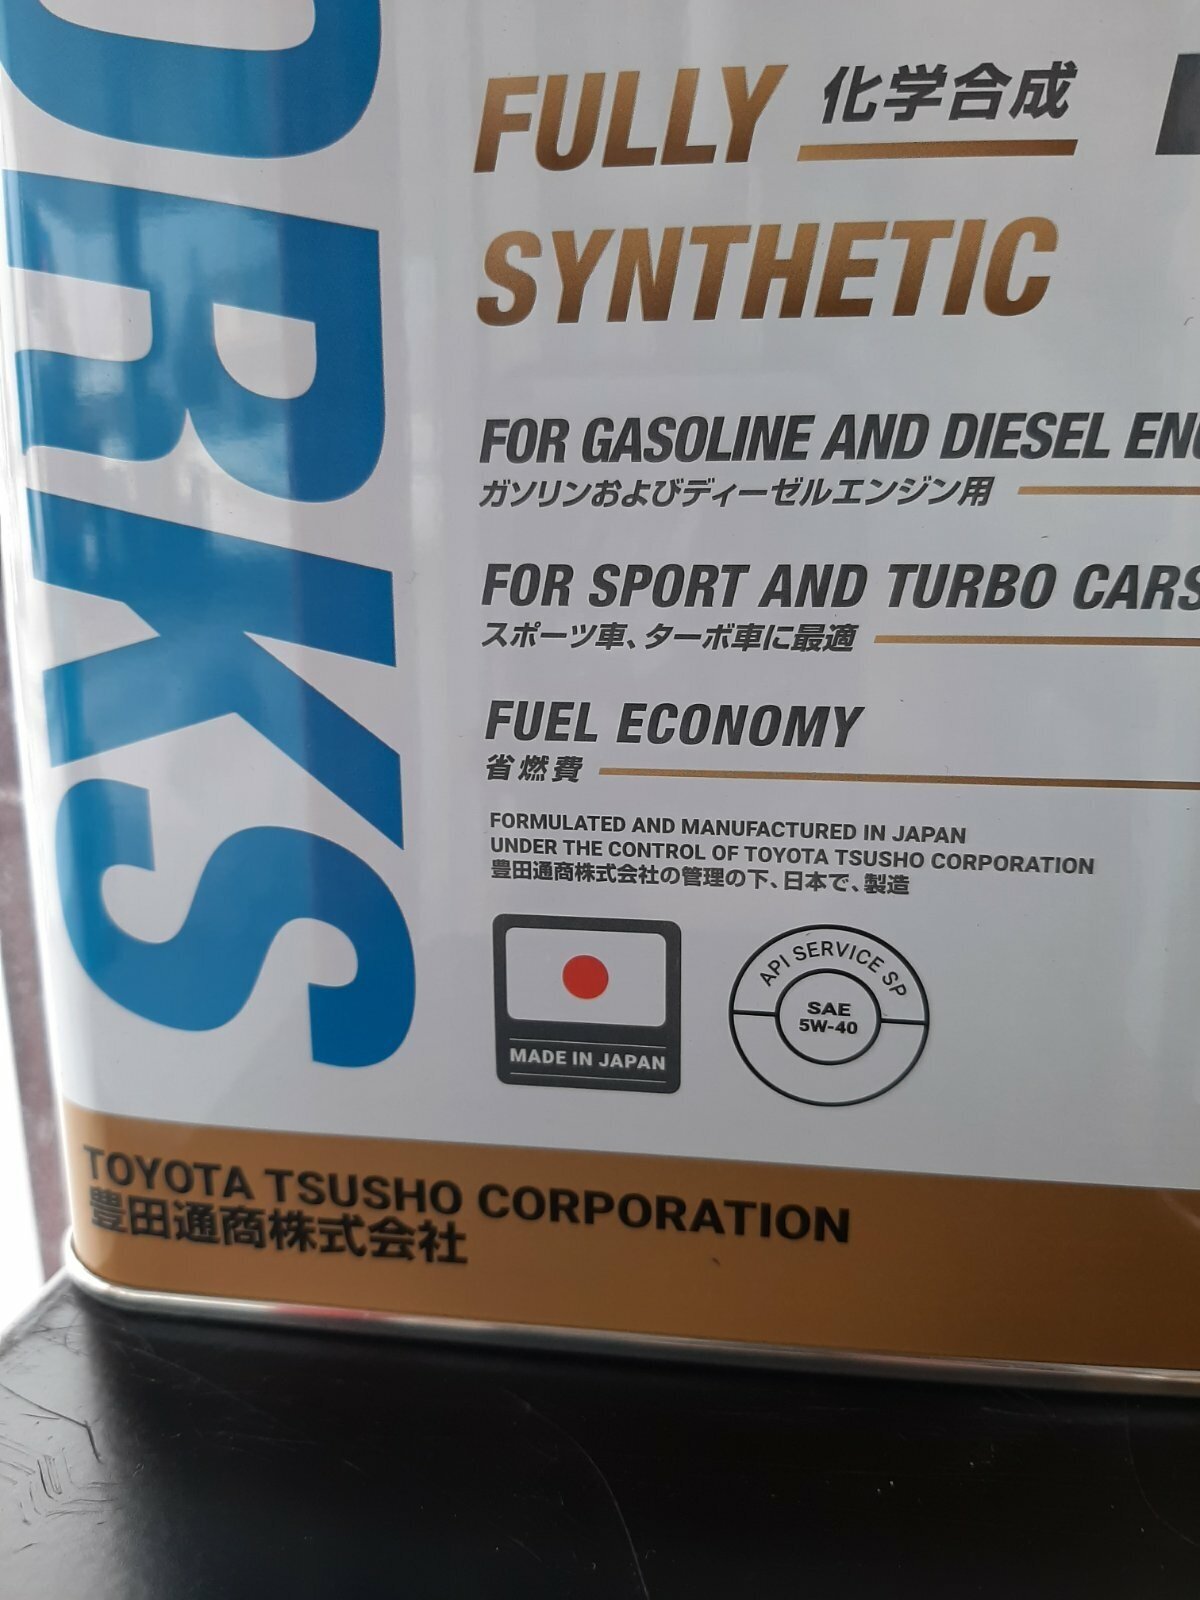 ORKS
FULLY 化学合成
SYNTHETIC
FOR GASOLINE AND DIESEL
ガソリンおよびディーゼルエンジン用
FOR SPORT AND TURBO CARS
スポーツ車、ターボ車に最適
FUEL ECONOMY
省燃費
FORMULATED AND MANUFACTURED IN JAPAN
UNDER THE CONTROL OF TOYOTA TSUSHO CORPORATION
豊田通商株式会社の管理の下、日本で、製造
MADE IN JAPAN
API SERVICE SP
SAE
5W-40
TOYOTA TSUSHO CORPORATION
豊田通商株式会社